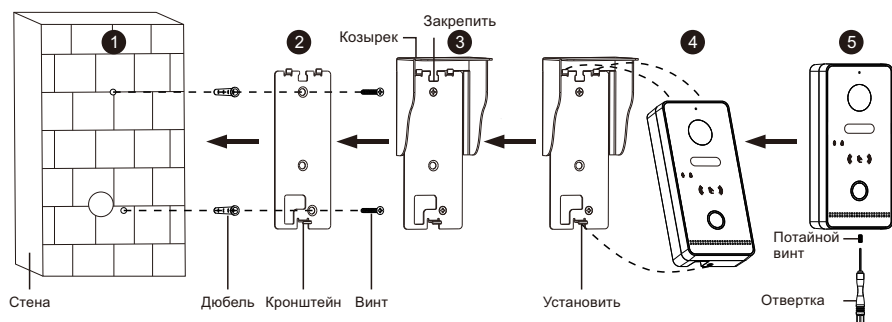 Закрепить
Козырек
1
2
3
4
5
Потайной
винт
Стена
Дюбель
Кронштейн
Винт
Установить
Отвертка